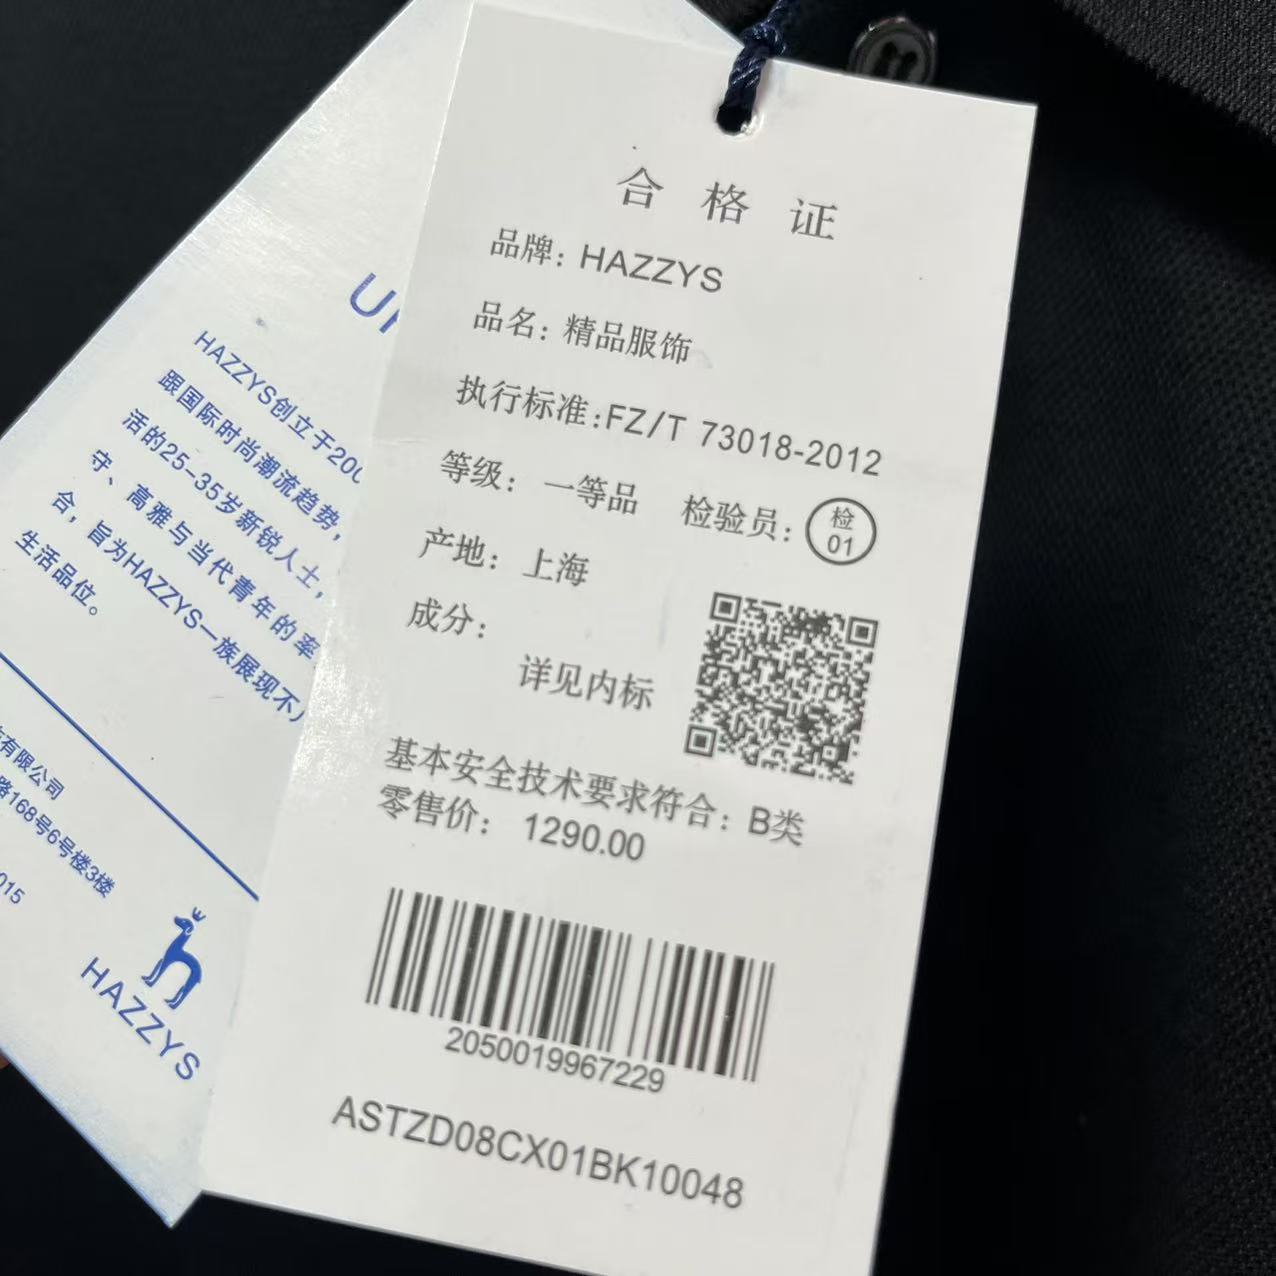 合格证
品牌：HAZZYS
品名：精品服饰
执行标准:FZ/T 73018-2012
等级：一等品 检验员：检01
产地：上海
成分：
详见内标
基本安全技术要求符合：B类
零售价：1290.00
2050019967229
ASTZD08CX01BK10048
HAZZYS创立于200
跟国际时尚潮流趋势，
活的25-35岁新锐人士，
守、高雅与当代青年的率
合，旨为HAZZYS一族展现不
生活品位。
有限公司
路168号6号楼3楼
015
HAZZYS